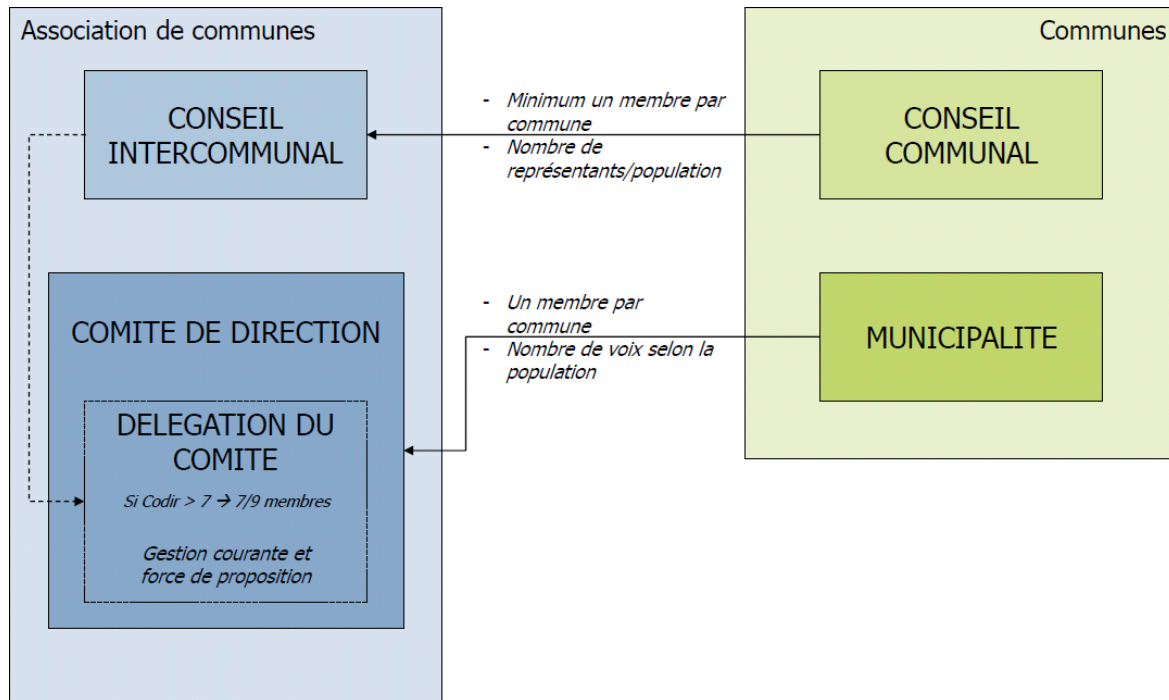 Association de communes
CONSEIL
INTERCOMMUNAL
- Minimum un membre par
commune
- Nombre de
représentants/population
Communes
CONSEIL
COMMUNAL
COMITE DE DIRECTION
DELEGATION DU
COMITE
Si Codir > 7 → 7/9 membres
Gestion courante et
force de proposition
- Un membre par
commune
- Nombre de voix selon la
population
MUNICIPALITE